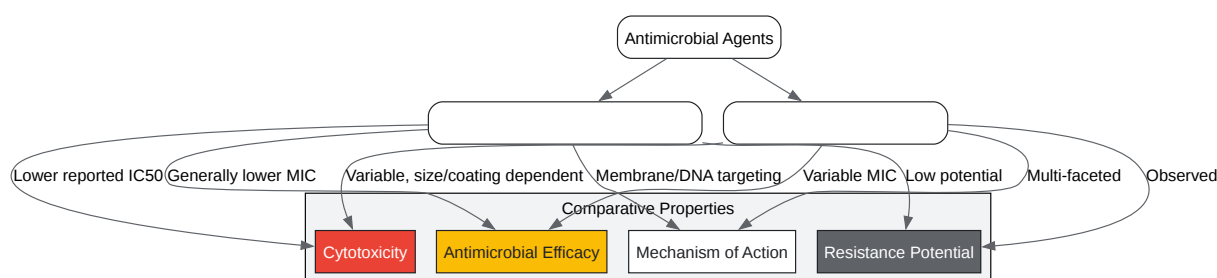 Antimicrobial Agents
Lower reported IC50
Generally lower MIC
Variable, size/coating dependent
Membrane/DNA targeting
Variable MIC
Low potential
Multi-faceted
Observed
Comparative Properties
Cytotoxicity
Antimicrobial Efficacy
Mechanism of Action
Resistance Potential